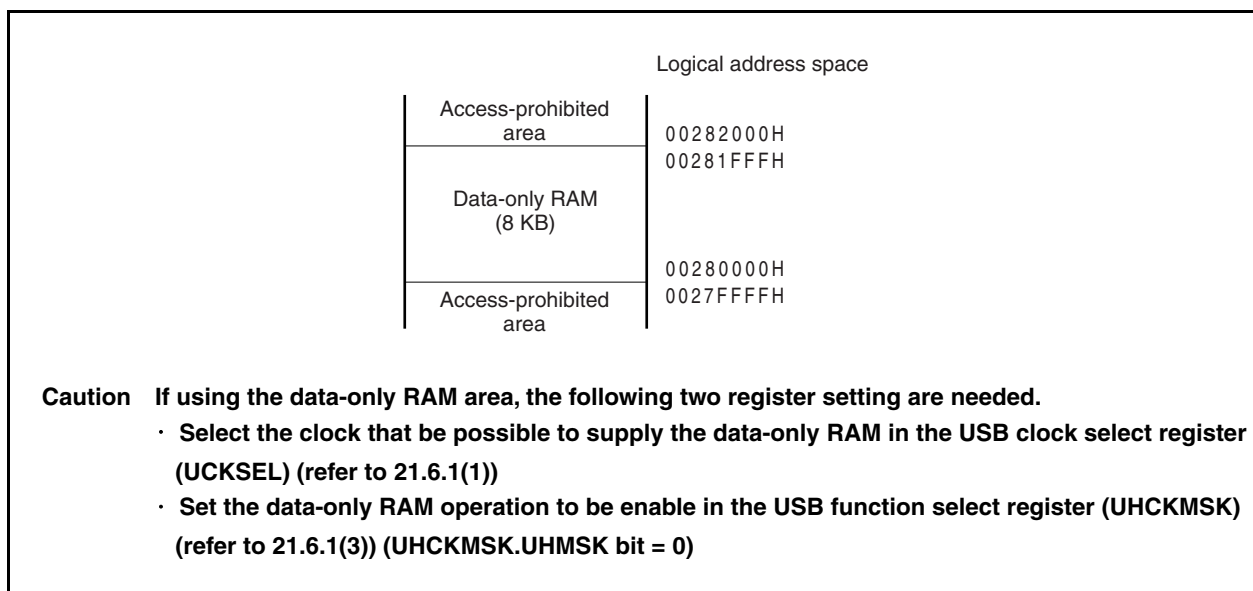 Logical address space
Access-prohibited
area
00282000H
00281FFFH
Data-only RAM
(8 KB)
00280000H
0027FFFFH
Access-prohibited
area
Caution If using the data-only RAM area, the following two register setting are needed.
· Select the clock that be possible to supply the data-only RAM in the USB clock select register
(UCKSEL) (refer to 21.6.1(1))
· Set the data-only RAM operation to be enable in the USB function select register (UHCKMSK)
(refer to 21.6.1(3)) (UHCKMSK.UHMSK bit = 0)